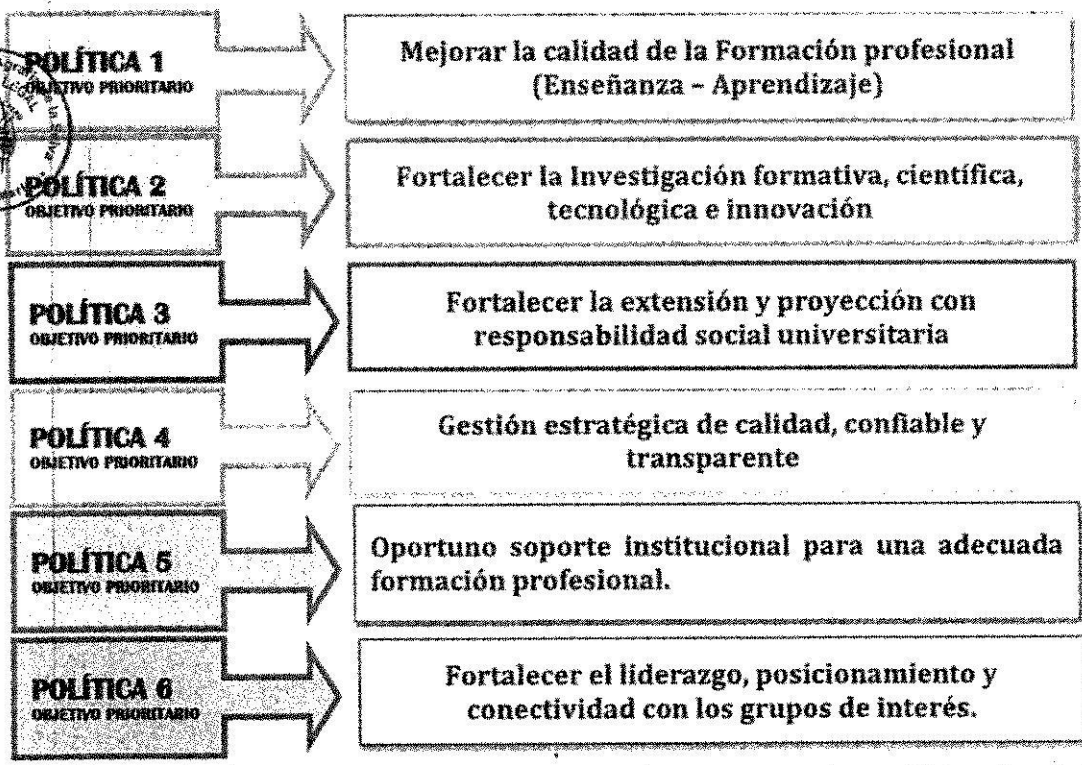 POLÍTICA 1
OBJETIVO PRIORITARIO
Mejorar la calidad de la Formación profesional
(Enseñanza – Aprendizaje)
POLÍTICA 2
OBJETIVO PRIORITARIO
Fortalecer la Investigación formativa, científica,
tecnológica e innovación
POLÍTICA 3
OBJETIVO PRIORITARIO
Fortalecer la extensión y proyección con
responsabilidad social universitaria
POLÍTICA 4
OBJETIVO PRIORITARIO
Gestión estratégica de calidad, confiable y
transparente
POLÍTICA 5
OBJETIVO PRIORITARIO
Oportuno soporte institucional para una adecuada
formación profesional.
POLÍTICA 6
OBJETIVO PRIORITARIO
Fortalecer el liderazgo, posicionamiento y
conectividad con los grupos de interés.